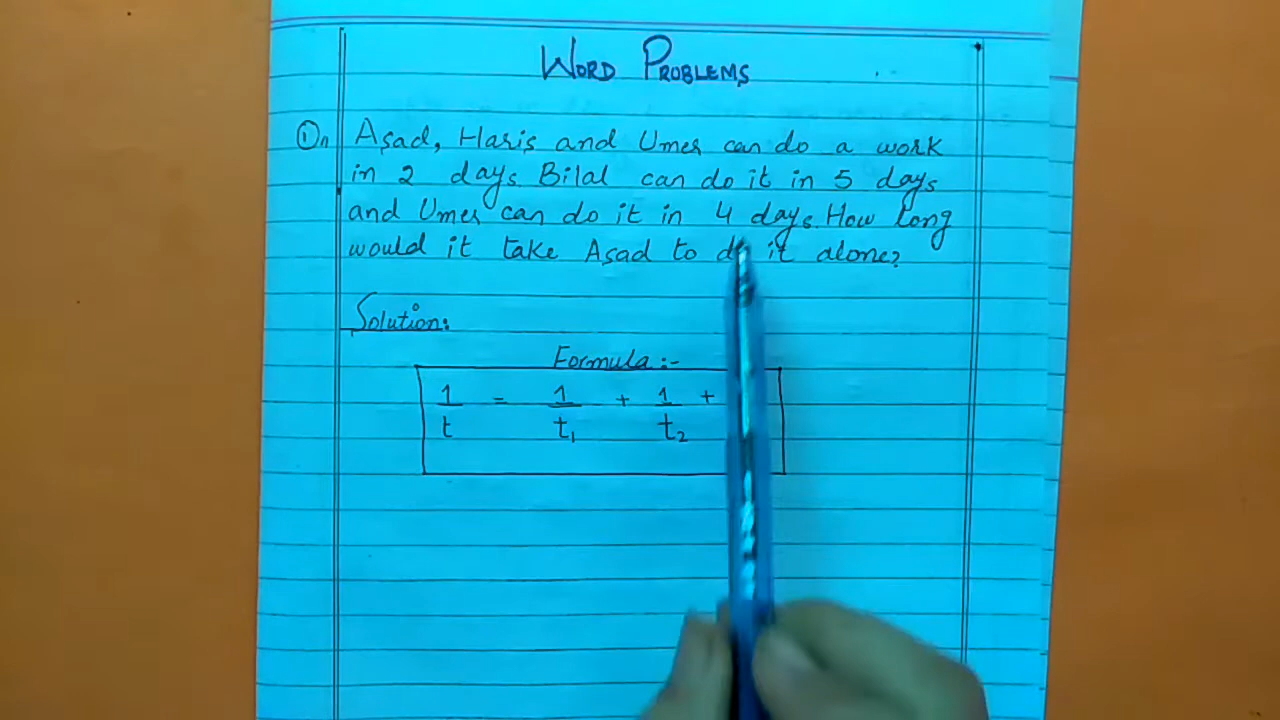 WORD PROBLEMS
① Asad, Haris and Umer can do a work
in 2 days. Bilal can do it in 5 days
and Umer can do it in 4 days. How long
would it take Asad to do it alone?
Solution:
Formula:-
1/t = 1/t₁ + 1/t₂ +